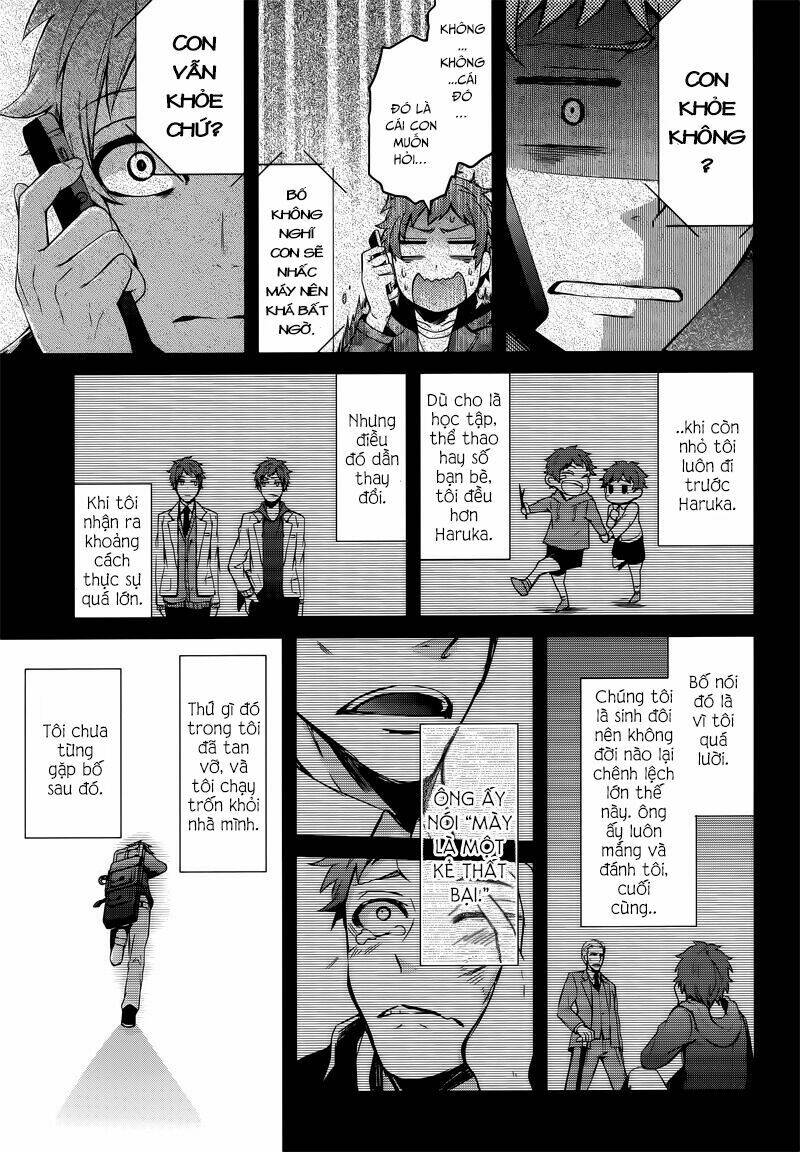 CON
KHỎE
KHÔNG
?
KHÔNG
...
KHÔNG
...CÁI
ĐÓ
...
ĐÓ LÀ
CÁI CON
MUỐN
HỎI...
BỐ
KHÔNG
NGHĨ
CON SẼ
NHẤC
MÁY NÊN
KHÁ BẤT
NGỜ.
CON
VẪN
KHỎE
CHỨ?
..khi còn
nhỏ tôi
luôn đi
trước
Haruka.
Dù cho là
học tập,
thể thao
hay số
bạn bè,
tôi đều
hơn
Haruka.
Nhưng
điều
đó dần
thay
đổi.
Khi tôi
nhận ra
khoảng
cách
thực sự
quá lớn.
Bố nói
đó là
vì tôi
quá
lười.
Chúng tôi
là sinh đôi
nên không
đời nào lại
chênh lệch
lớn thế
này. ông
ấy luôn
mắng và
đánh tôi,
cuối
cùng..
ÔNG ẤY
NÓI "MÀY
LÀ MỘT
KẺ THẤT
BẠI."
Thứ gì đó
trong tôi
đã tan
vỡ, và
tôi chạy
trốn khỏi
nhà mình.
Tôi chưa
từng
gặp bố
sau đó.